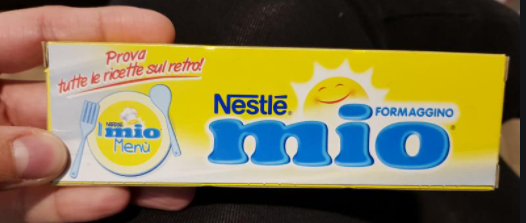 Prova
tutte le ricette sul retro!
Nestlé
mio
Menù
Nestlé®
FORMAGGINO
mio